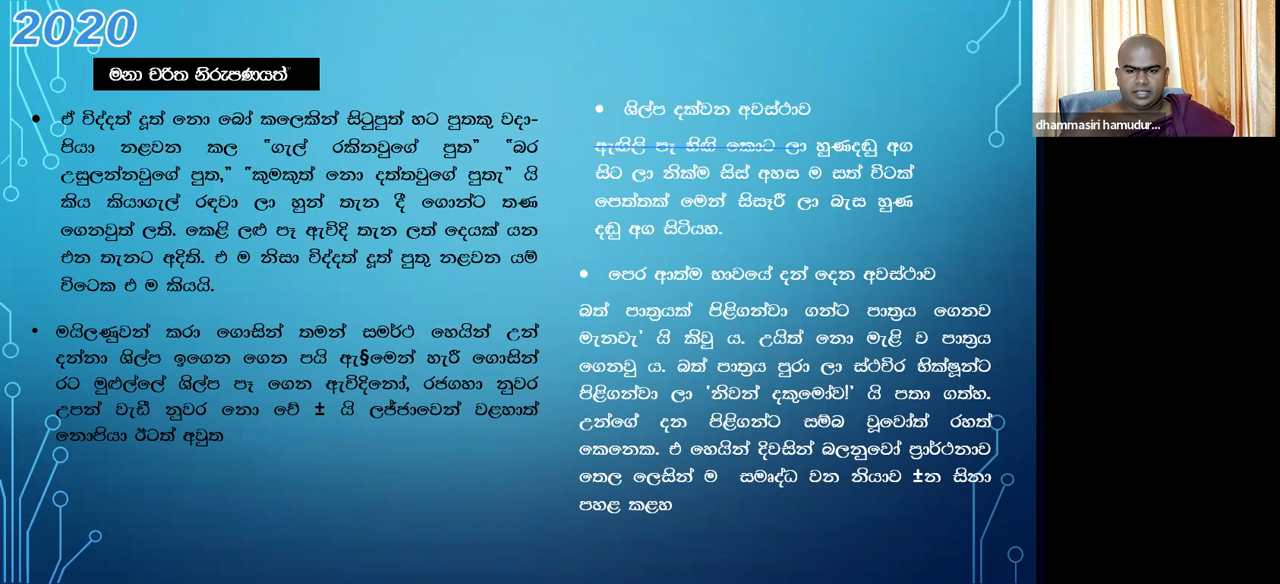 2020
මනා චරිත නිරුපණයත්
• ඒ විද්දත් දූත් නො බෝ කලෙකින් සිටුපුත් හට පුතකු වදා-
පියා නළවන කල “ගැල් රකිනවුගේ පුත” “බර
උසුලන්නවුගේ පුත,” “කුමකුත් නො දත්තවුගේ පුතැ” යි
කිය කියාගැල් රඳවා ලා හුන් තැන දී ගොන්ට තණ
ගෙනවුත් ලති. කෙළි ලළු පෑ ඇවිදි තැන ලත් දෙයක් යන
එන තැනට අදිති. එ ම නිසා විද්දත් දූත් පුතු නළවන යම්
විටෙක එ ම කියයි.
• මයිලණුවන් කරා ගොසින් තමන් සමර්ථ හෙයින් උන්
දන්නා ශිල්ප ඉගෙන ගෙන පයි ඇ§මෙන් හැරී ගොසින්
රට මුළුල්ලේ ශිල්ප පෑ ගෙන ඇවිදිනෝ, රජගහා නුවර
උපන් වැඩී නුවර නො වේ ± යි ලජ්ජාවෙන් වළහාත්
නොපියා ඊටත් අවුත
• ශිල්ප දක්වන අවස්ථාව
ඇඟිලි පෑ හිඟි කොට ලා හුණදඬු අග
සිට ලා නික්ම සිස් අහස ම සත් විටක්
පෙත්තක් මෙන් සිසෑරී ලා බැස හුණ
දඬු අග සිටියහ.
• පෙර ආත්ම භාවයේ දන් දෙන අවස්ථාව
බත් පාත්‍රයක් පිළිගන්වා ගන්ට පාත්‍රය ගෙනව
මැනවැ’ යි කිවු ය. උයිත් නො මැළි ව පාත්‍රය
ගෙනවු ය. බත් පාත්‍රය පුරා ලා ස්ථවිර භික්ෂූන්ට
පිළිගන්වා ලා ‘නිවන් දකුමෝවා!’ යි පතා ගත්හ.
උන්ගේ දන පිළිගන්ට සම්බ වූවෝත් රහත්
කෙනෙක. එ හෙයින් දිවසින් බලනුවෝ ප්‍රාර්ථනාව
තෙල ලෙසින් ම සමෘද්ධ වන නියාව ±න සිනා
පහළ කළහ
dhammasiri hamudur...